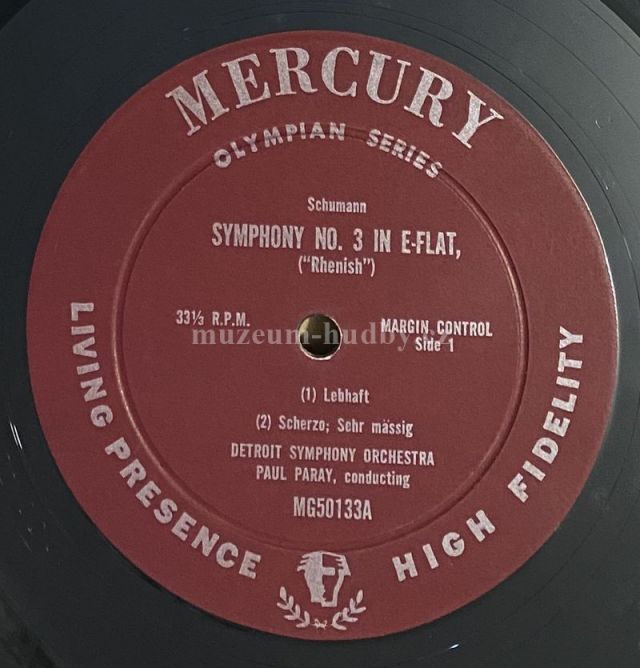 MERCURY
OLYMPIAN SERIES
Schumann
SYMPHONY NO. 3 IN E-FLAT,
("Rhenish")
33⅓ R.P.M.
MARGIN CONTROL
Side 1
muzeum-hudby.cz
(1) Lebhaft
(2) Scherzo; Sehr mässig
DETROIT SYMPHONY ORCHESTRA
PAUL PARAY, conducting
MG50133A
LIVING PRESENCE
HIGH FIDELITY